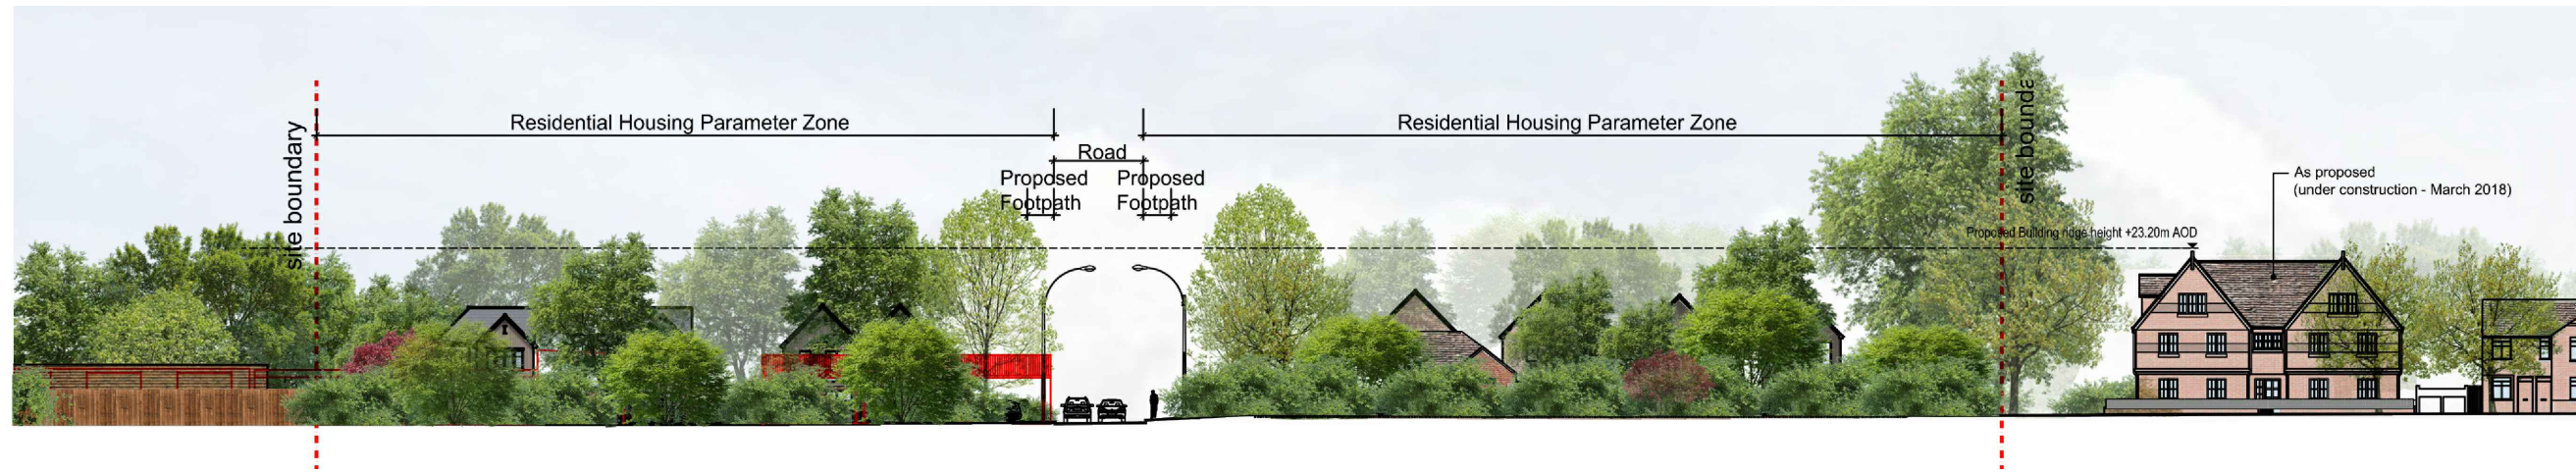 site boundary
Residential Housing Parameter Zone
Road
Proposed
Footpath
Proposed
Footpath
Residential Housing Parameter Zone
site bounda
Proposed Building ridge height +23.20m AOD
As proposed
(under construction - March 2018)